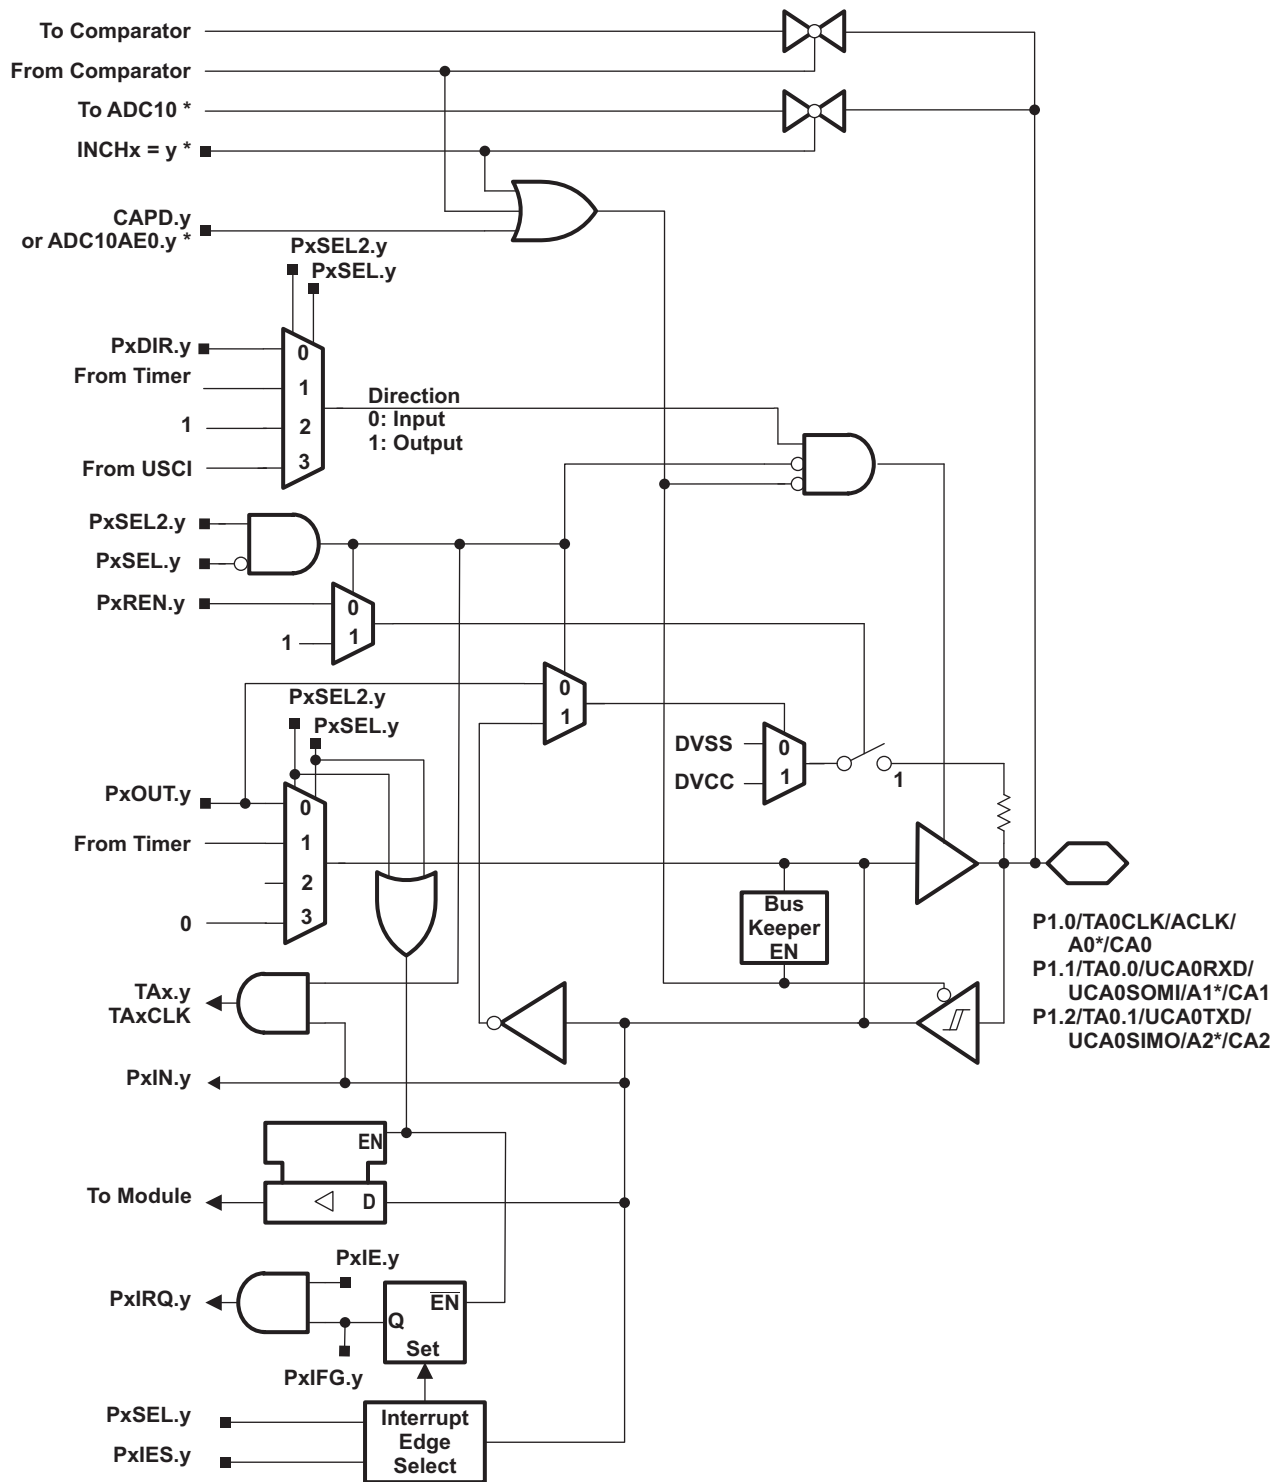 To Comparator
From Comparator
To ADC10 *
INCHx = y *
CAPD.y
or ADC10AE0.y *
PxSEL2.y
PxSEL.y
PxDIR.y
0
From Timer
1
1
2
From USCI
3
Direction
0: Input
1: Output
PxSEL2.y
PxSEL.y
PxREN.y
0
1
1
PxSEL2.y
PxSEL.y
0
1
DVSS
0
DVCC
1
1
PxOUT.y
0
From Timer
1
2
0
3
Bus
Keeper
EN
P1.0/TA0CLK/ACLK/
A0*/CA0
P1.1/TA0.0/UCA0RXD/
UCA0SOMI/A1*/CA1
P1.2/TA0.1/UCA0TXD/
UCA0SIMO/A2*/CA2
TAx.y
TAxCLK
PxIN.y
EN
To Module
D
PxIE.y
PxIRQ.y
EN
Q
Set
PxIFG.y
PxSEL.y
PxIES.y
Interrupt
Edge
Select